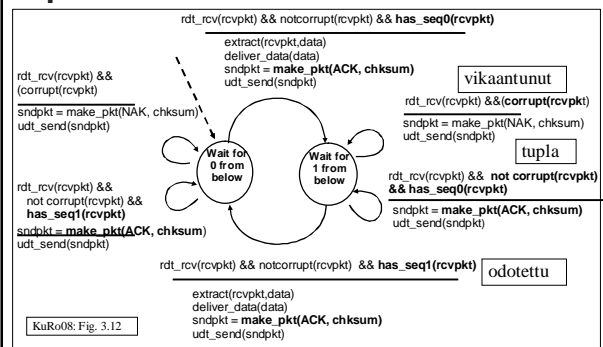 rdt_rcv(rcvpkt) && notcorrupt(rcvpkt) && has_seq0(rcvpkt)
extract(rcvpkt,data)
deliver_data(data)
sndpkt = make_pkt(ACK, chksum)
udt_send(sndpkt)
rdt_rcv(rcvpkt) &&
(corrupt(rcvpkt)
sndpkt = make_pkt(NAK, chksum)
udt_send(sndpkt)
vikaantunut
rdt_rcv(rcvpkt) &&(corrupt(rcvpkt)
sndpkt = make_pkt(NAK, chksum)
udt_send(sndpkt)
tupla
Wait for
0 from
below
Wait for
1 from
below
rdt_rcv(rcvpkt) &&
not corrupt(rcvpkt) &&
has_seq1(rcvpkt)
sndpkt = make_pkt(ACK, chksum)
udt_send(sndpkt)
rdt_rcv(rcvpkt) && not corrupt(rcvpkt)
&& has_seq0(rcvpkt)
sndpkt = make_pkt(ACK, chksum)
udt_send(sndpkt)
rdt_rcv(rcvpkt) && notcorrupt(rcvpkt) && has_seq1(rcvpkt)
odotettu
extract(rcvpkt,data)
deliver_data(data)
sndpkt = make_pkt(ACK, chksum)
udt_send(sndpkt)
KuRo08: Fig. 3.12